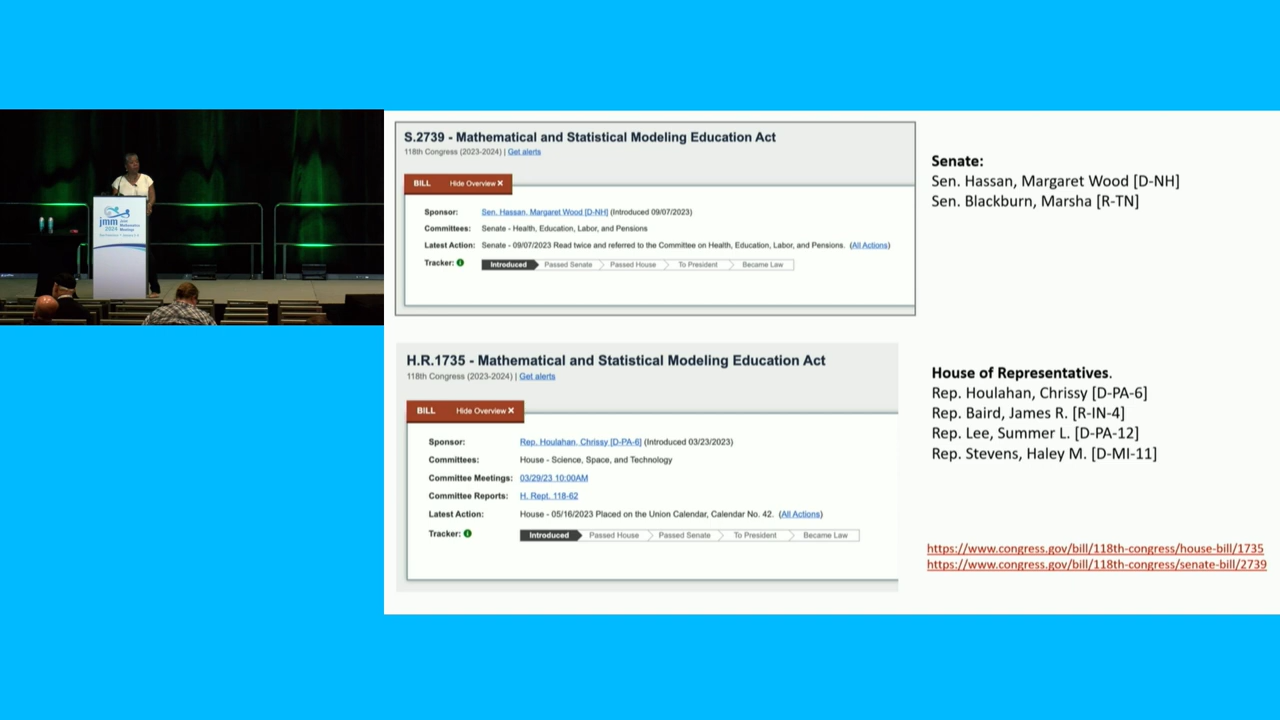 jmm
2024
S.2739 - Mathematical and Statistical Modeling Education Act
118th Congress (2023-2024) | Get alerts
BILL Hide Overview ✕
Sponsor: Sen. Hassan, Margaret Wood [D-NH] (Introduced 09/07/2023)
Committees: Senate - Health, Education, Labor, and Pensions
Latest Action: Senate - 09/07/2023 Read twice and referred to the Committee on Health, Education, Labor, and Pensions. (All Actions)
Tracker: Introduced Passed Senate Passed House To President Became Law
Senate:
Sen. Hassan, Margaret Wood [D-NH]
Sen. Blackburn, Marsha [R-TN]
H.R.1735 - Mathematical and Statistical Modeling Education Act
118th Congress (2023-2024) | Get alerts
BILL Hide Overview ✕
Sponsor: Rep. Houlahan, Chrissy [D-PA-6] (Introduced 03/23/2023)
Committees: House - Science, Space, and Technology
Committee Meetings: 03/29/23 10:00AM
Committee Reports: H. Rept. 118-62
Latest Action: House - 05/16/2023 Placed on the Union Calendar, Calendar No. 42. (All Actions)
Tracker: Introduced Passed House Passed Senate To President Became Law
House of Representatives.
Rep. Houlahan, Chrissy [D-PA-6]
Rep. Baird, James R. [R-IN-4]
Rep. Lee, Summer L. [D-PA-12]
Rep. Stevens, Haley M. [D-MI-11]
https://www.congress.gov/bill/118th-congress/house-bill/1735
https://www.congress.gov/bill/118th-congress/senate-bill/2739